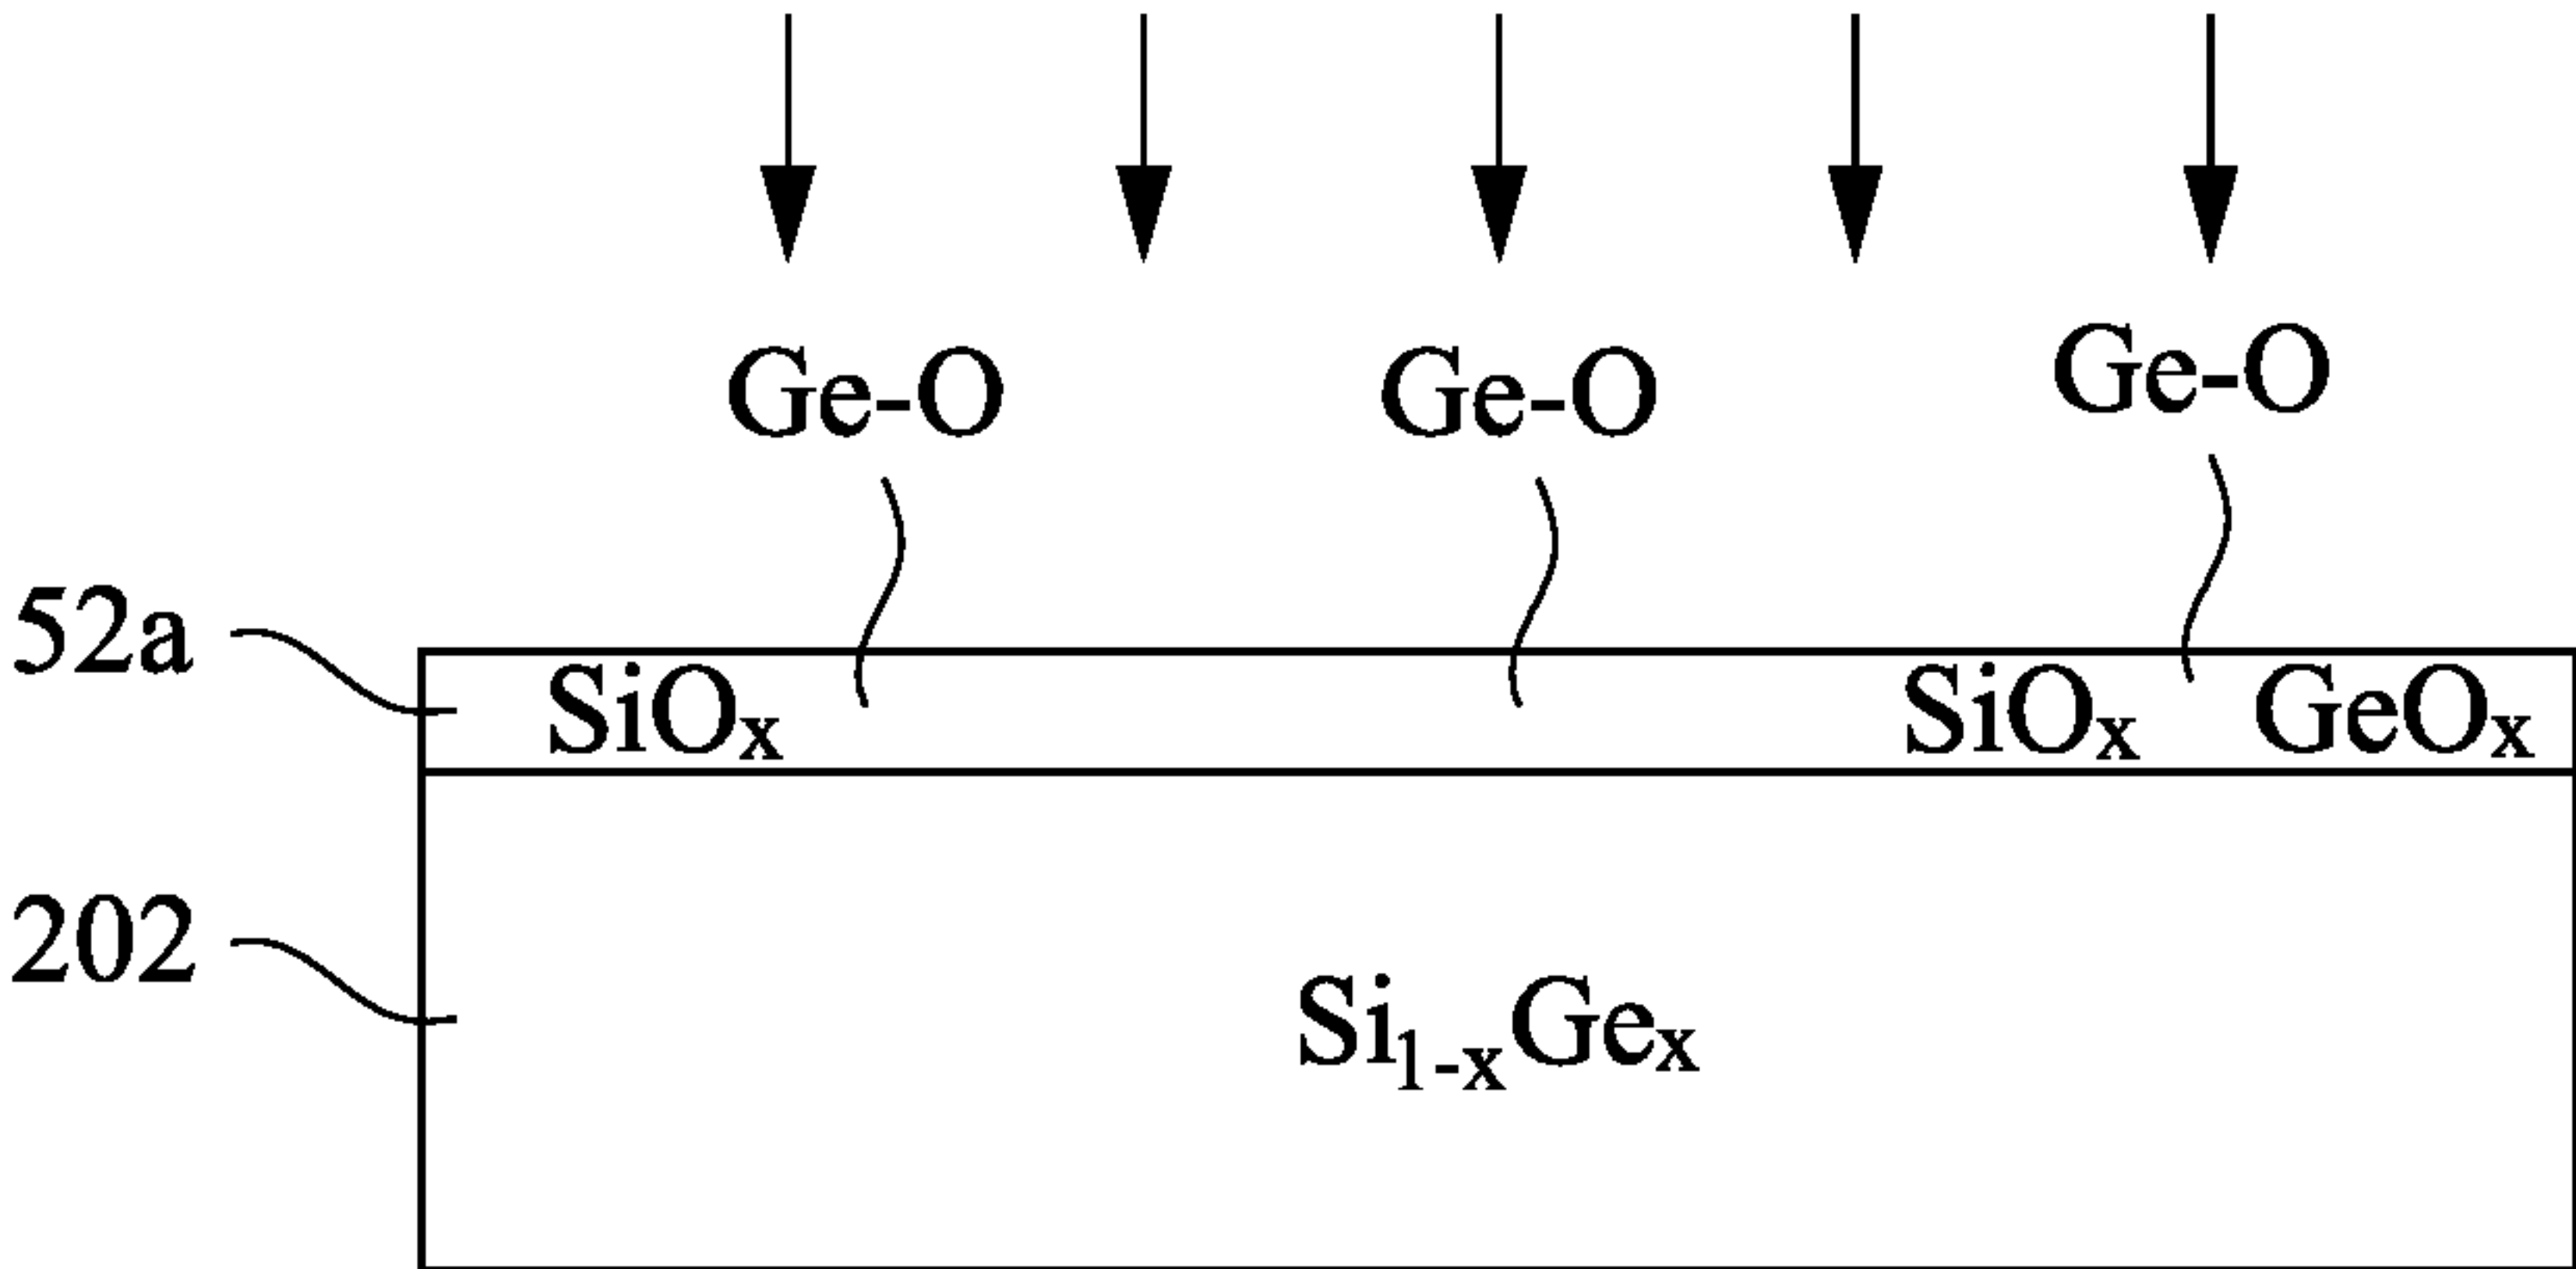 Ge-O Ge-O Ge-O
52a SiOₓ SiOₓ GeOₓ
202 Si₁₋ₓGeₓ